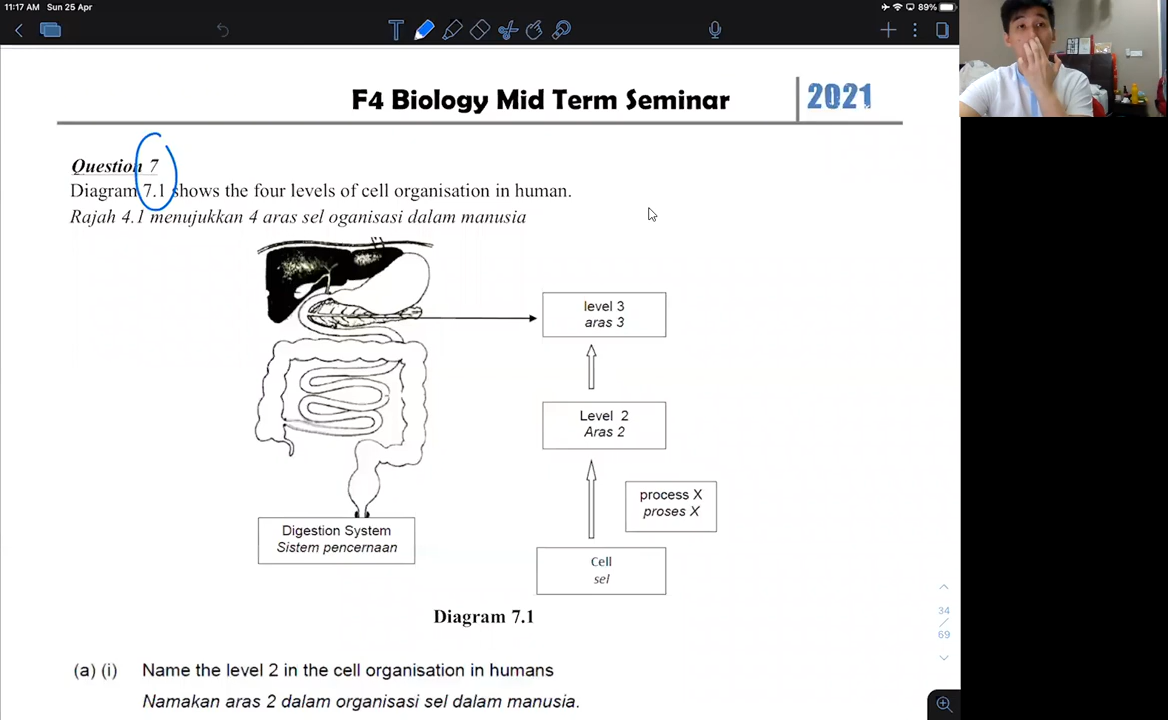 11:17 AM Sun 25 Apr
89%
F4 Biology Mid Term Seminar
2021
Question 7
Diagram 7.1 shows the four levels of cell organisation in human.
Rajah 4.1 menujukkan 4 aras sel oganisasi dalam manusia
level 3
aras 3
Level 2
Aras 2
process X
proses X
Digestion System
Sistem pencernaan
Cell
sel
Diagram 7.1
34
/
69
(a) (i) Name the level 2 in the cell organisation in humans
Namakan aras 2 dalam organisasi sel dalam manusia.